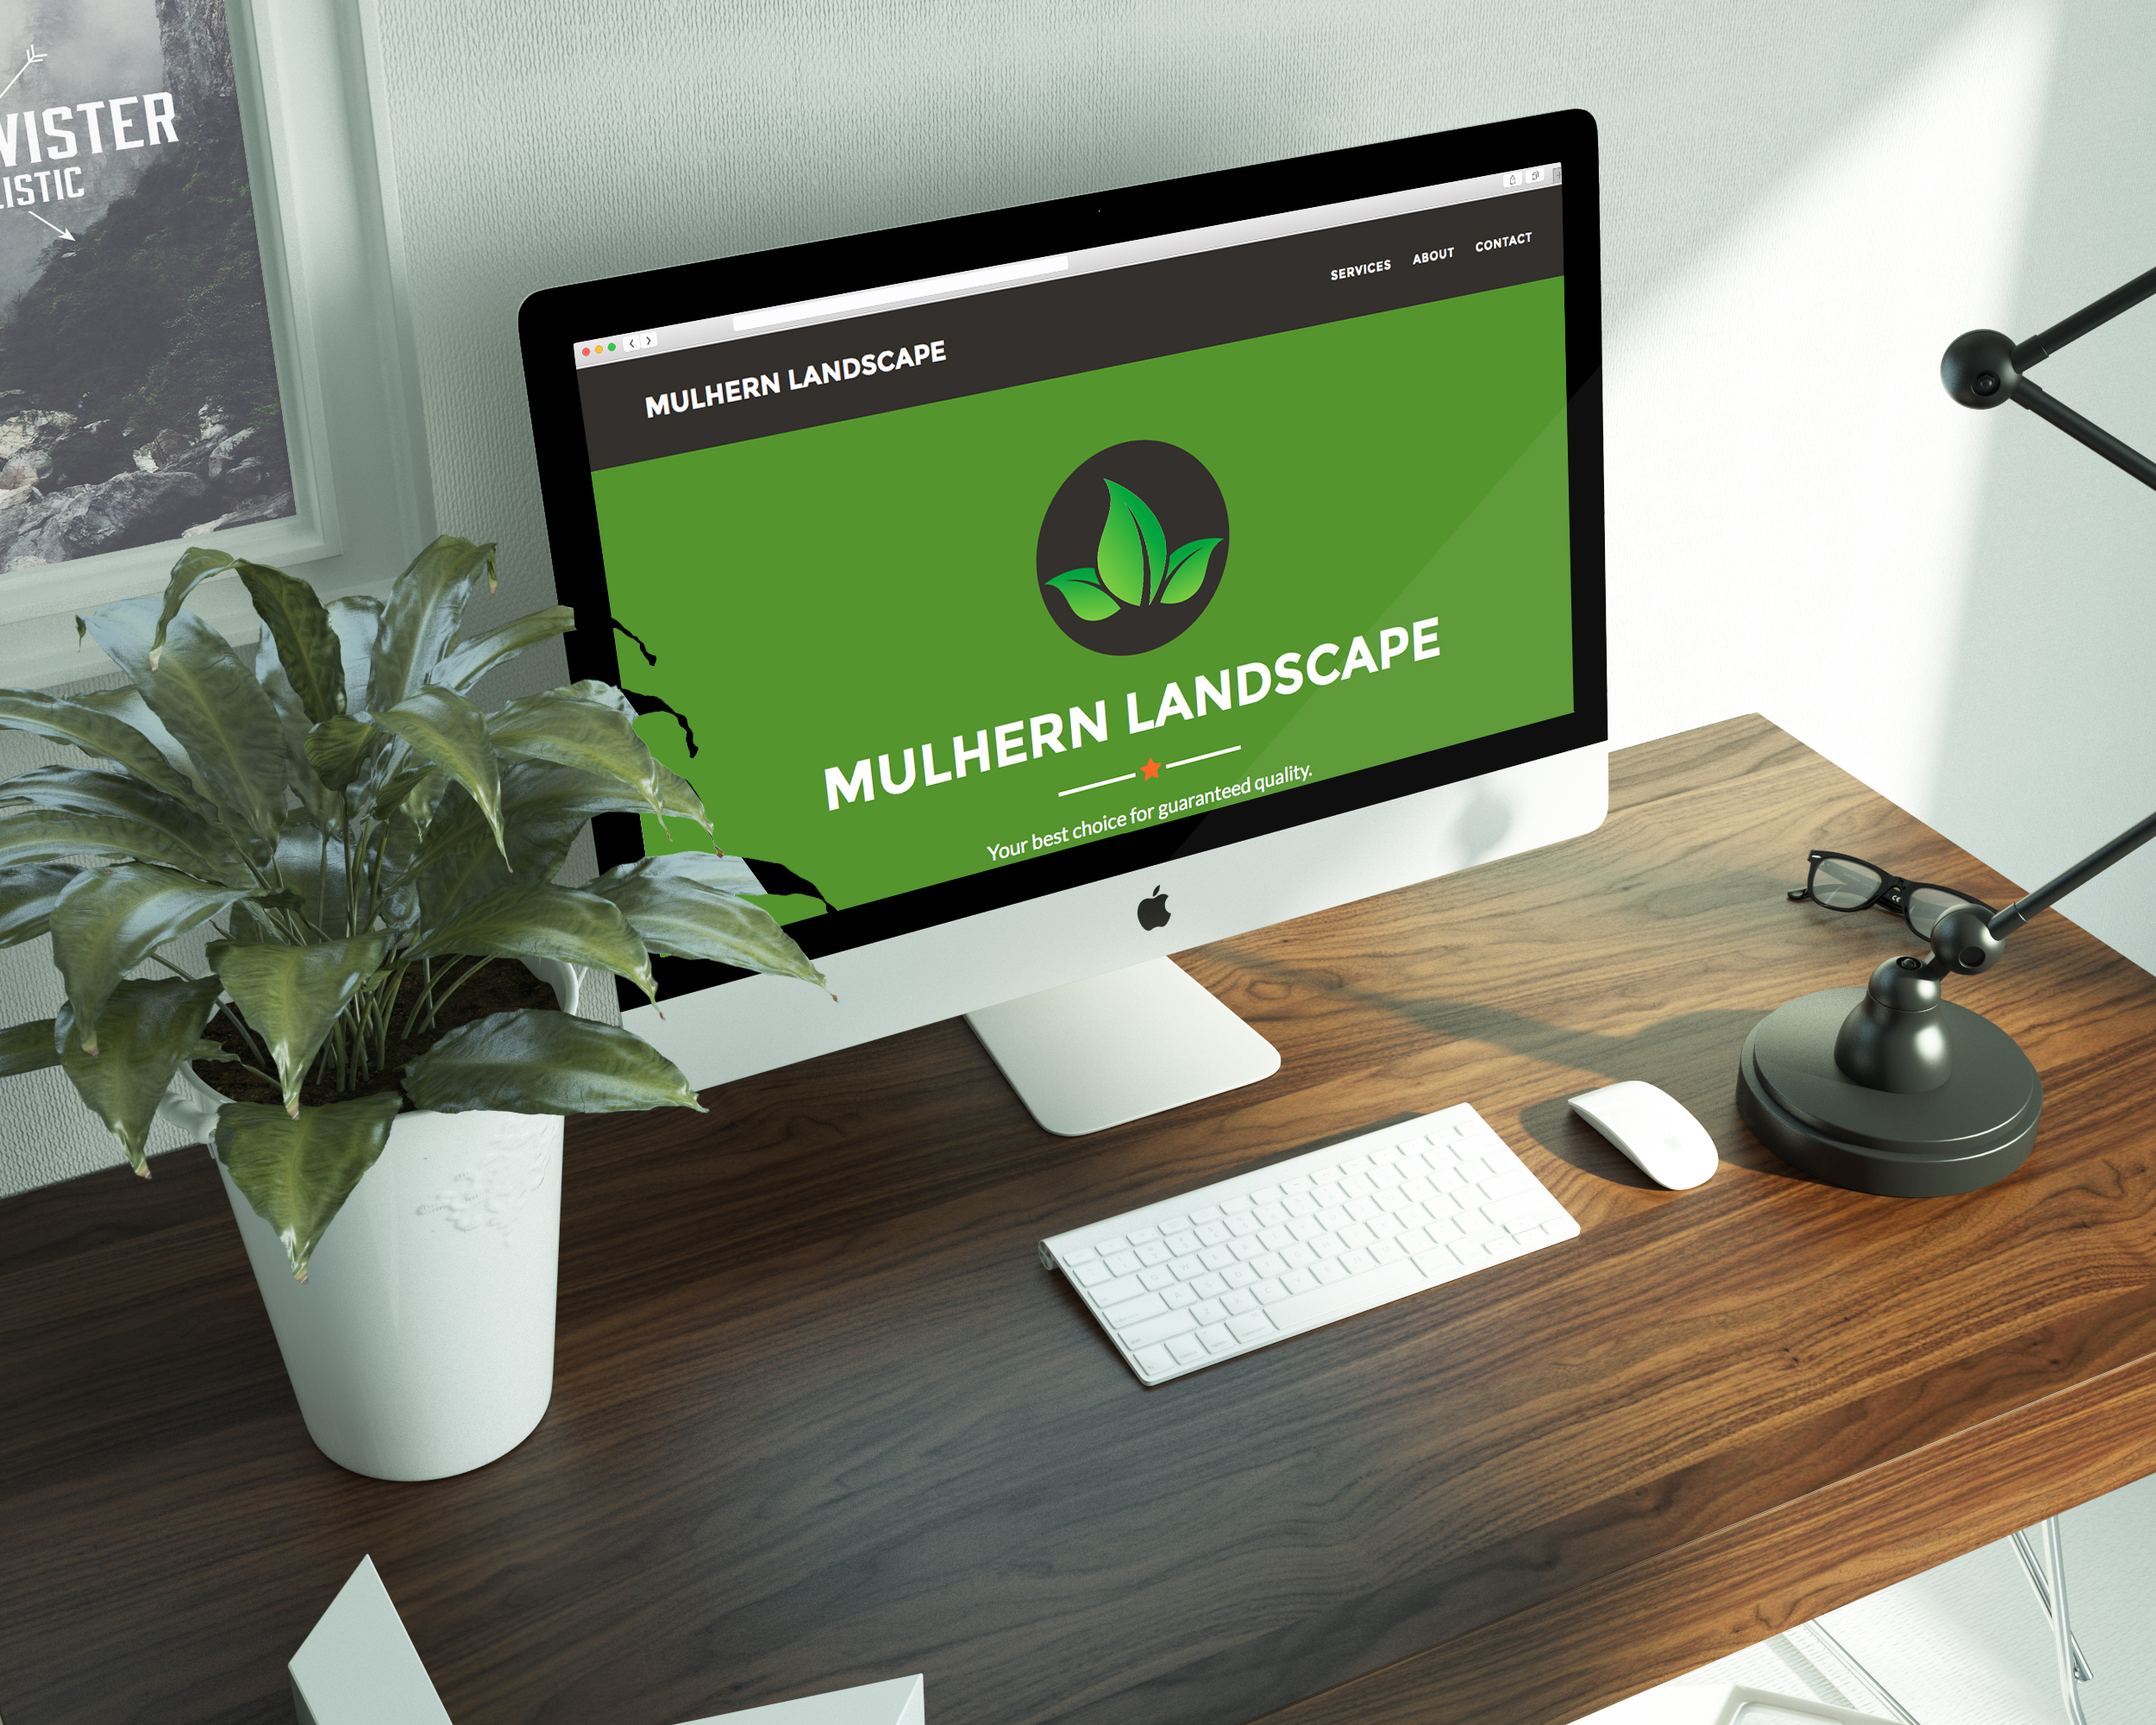 VISTER
LISTIC
SERVICES ABOUT CONTACT
MULHERN LANDSCAPE
MULHERN LANDSCAPE
Your best choice for guaranteed quality.